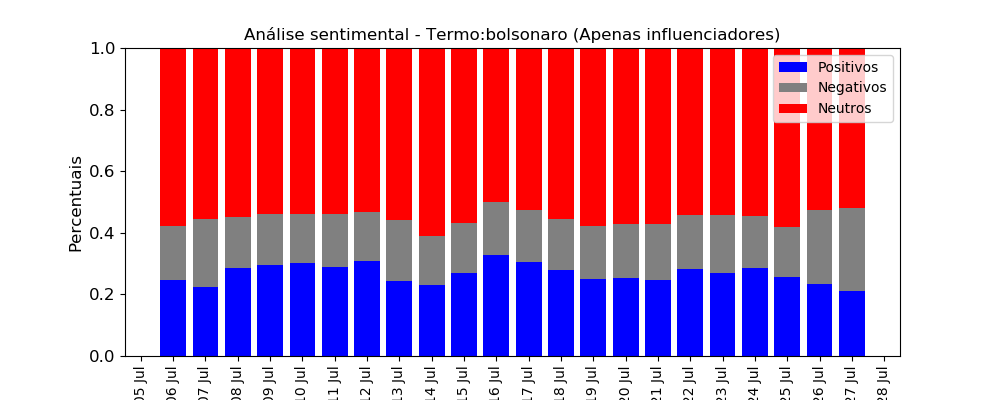 Análise sentimental - Termo:bolsonaro (Apenas influenciadores)
Positivos
Negativos
Neutros
Percentuais
1.0
0.8
0.6
0.4
0.2
0.0
05 Jul
06 Jul
07 Jul
08 Jul
09 Jul
10 Jul
11 Jul
12 Jul
13 Jul
14 Jul
15 Jul
16 Jul
17 Jul
18 Jul
19 Jul
20 Jul
21 Jul
22 Jul
23 Jul
24 Jul
25 Jul
26 Jul
27 Jul
28 Jul